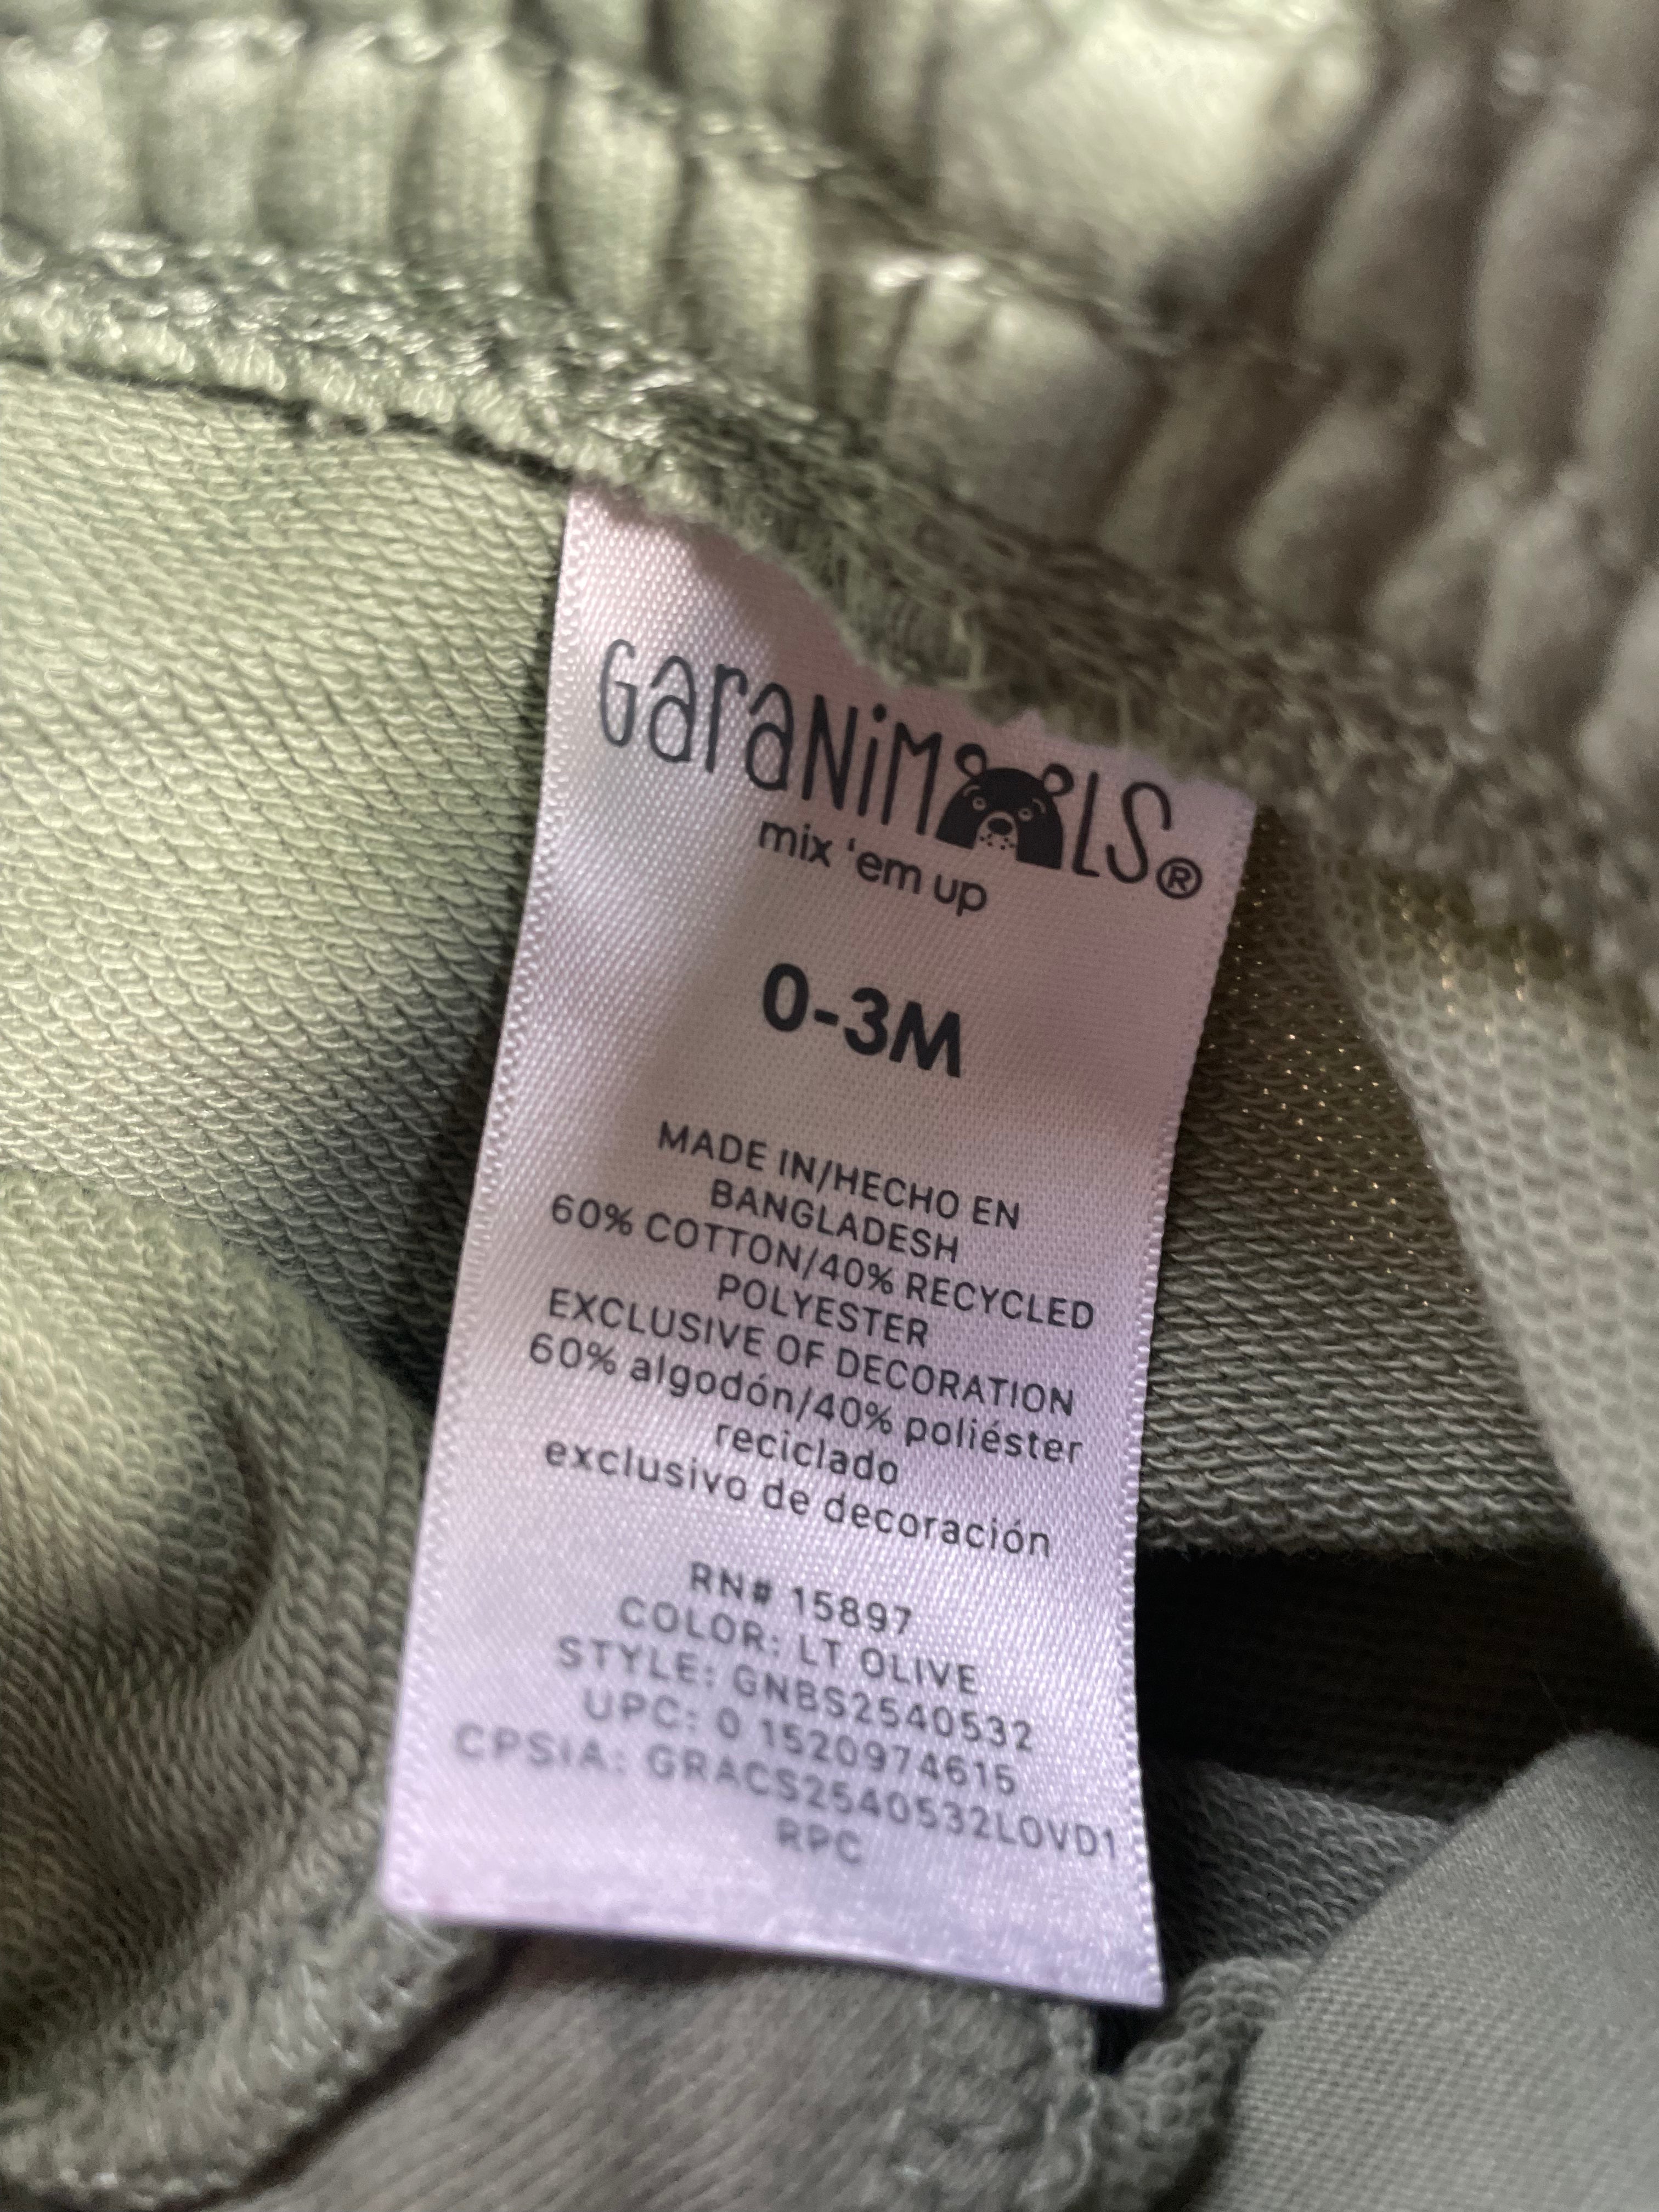 GaraNiMALS®
mix 'em up
0-3M
MADE IN/HECHO EN
BANGLADESH
60% COTTON/40% RECYCLED
POLYESTER
EXCLUSIVE OF DECORATION
60% algodón/40% poliéster
reciclado
exclusivo de decoración
RN# 15897
COLOR: LT OLIVE
STYLE: GNBS2540532
UPC: 0 1520974615
CPSIA: GRACS2540532LOVD1
RPC